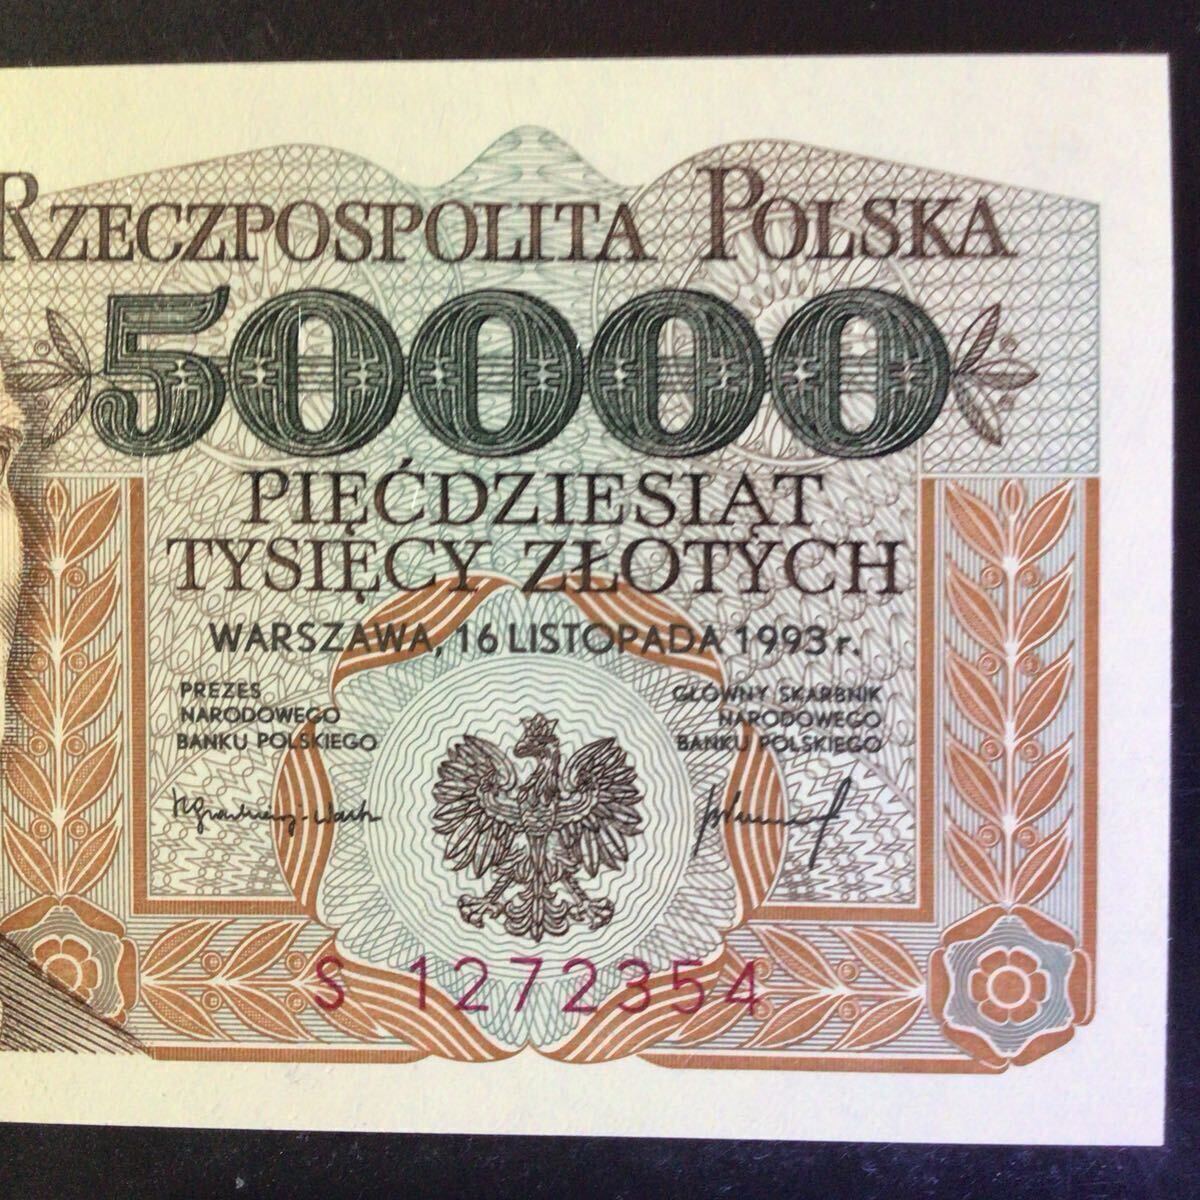 RZECZPOSPOLITA POLSKA
50000
PIĘĆDZIESIĄT
TYSIĘCY ZŁOTYCH
WARSZAWA, 16 LISTOPADA 1993 r.
PREZES
NARODOWEGO
BANKU POLSKIEGO
GŁÓWNY SKARBNIK
NARODOWEGO
BANKU POLSKIEGO
S 1272354